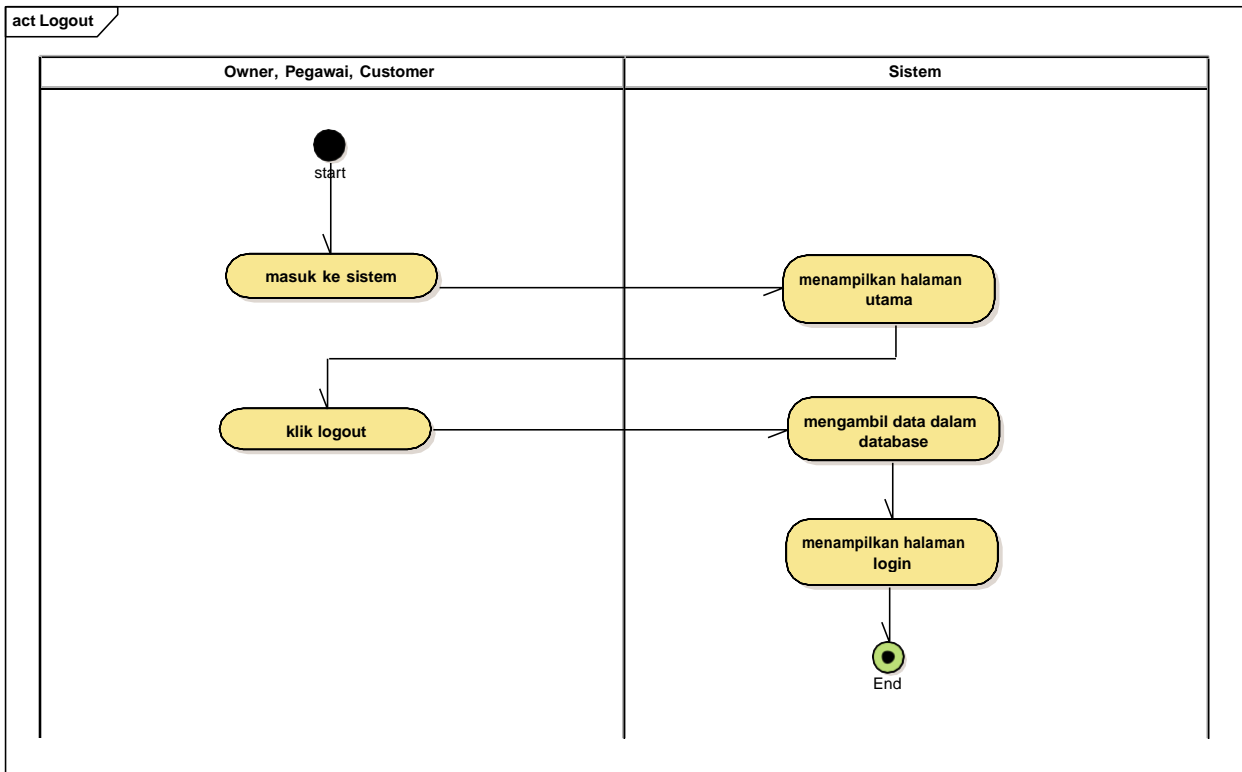 act Logout
Owner, Pegawai, Customer
Sistem
start
masuk ke sistem
menampilkan halaman
utama
klik logout
mengambil data dalam
database
menampilkan halaman
login
End